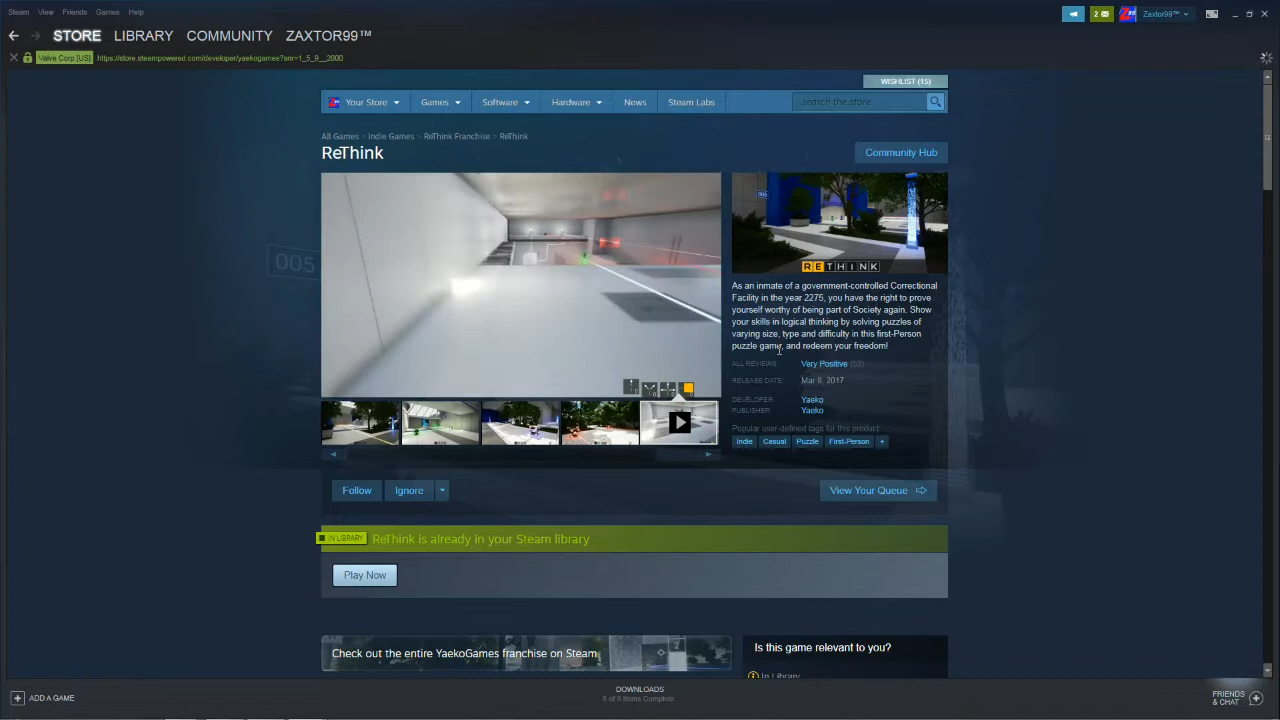 Steam View Friends Games Help
2
Zaxtor99™
STORE LIBRARY COMMUNITY ZAXTOR99™
Valve Corp [US] https://store.steampowered.com/developer/yaekogames?snr=1_5_9__2000
WISHLIST (15)
Your Store Games Software Hardware News Steam Labs search the store
All Games > Indie Games > ReThink Franchise > ReThink
ReThink
Community Hub
005
005
RETHINK
As an inmate of a government-controlled Correctional
Facility in the year 2275, you have the right to prove
yourself worthy of being part of Society again. Show
your skills in logical thinking by solving puzzles of
varying size, type and difficulty in this first-Person
puzzle game, and redeem your freedom!
ALL REVIEWS: Very Positive (53)
RELEASE DATE: Mar 8, 2017
DEVELOPER: Yaeko
PUBLISHER: Yaeko
Popular user-defined tags for this product:
Indie Casual Puzzle First-Person +
Follow Ignore View Your Queue
IN LIBRARY ReThink is already in your Steam library
Play Now
Check out the entire YaekoGames franchise on Steam
Is this game relevant to you?
In Library
+ ADD A GAME
DOWNLOADS
FRIENDS
& CHAT